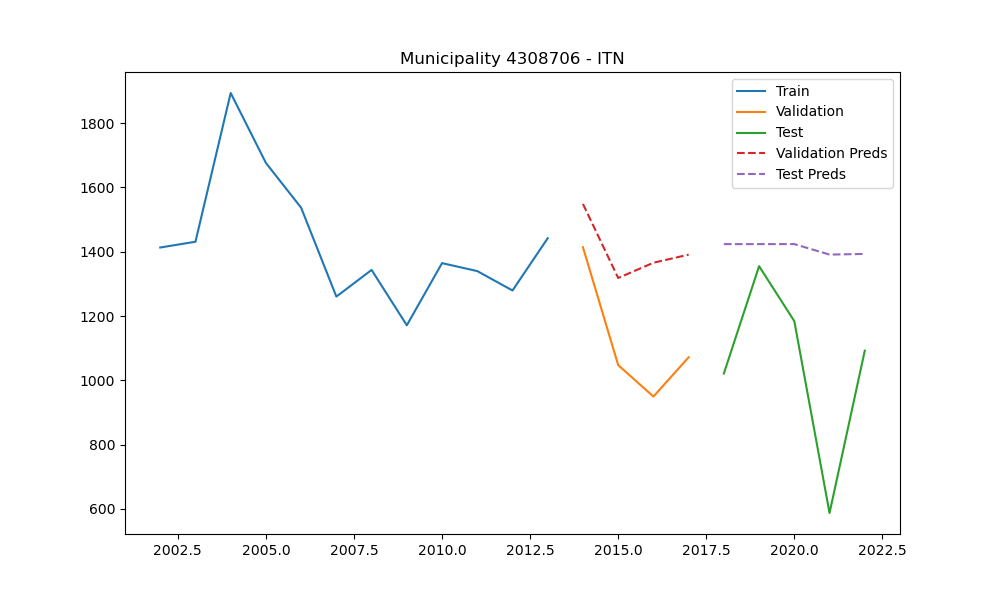 Municipality 4308706 - ITN
Train
Validation
Test
Validation Preds
Test Preds
1800
1600
1400
1200
1000
800
600
2002.5 2005.0 2007.5 2010.0 2012.5 2015.0 2017.5 2020.0 2022.5